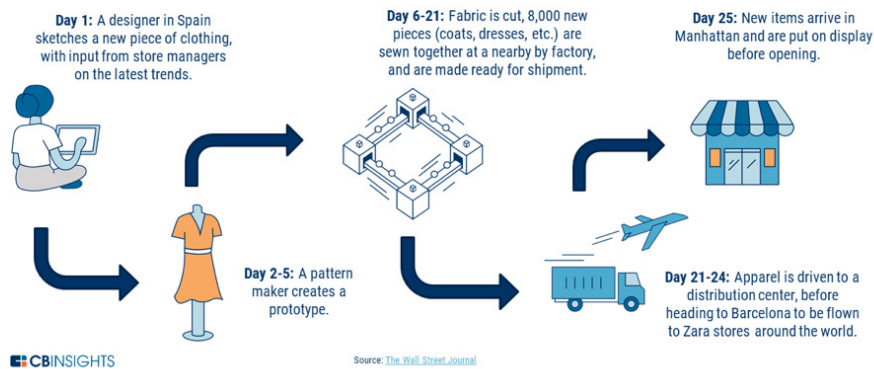 Day 1: A designer in Spain
sketches a new piece of clothing,
with input from store managers
on the latest trends.
Day 2-5: A pattern
maker creates a
prototype.
Day 6-21: Fabric is cut, 8,000 new
pieces (coats, dresses, etc.) are
sewn together at a nearby by factory,
and are made ready for shipment.
Day 21-24: Apparel is driven to a
distribution center, before
heading to Barcelona to be flown
to Zara stores around the world.
Day 25: New items arrive in
Manhattan and are put on display
before opening.
CBINSIGHTS
Source: The Wall Street Journal